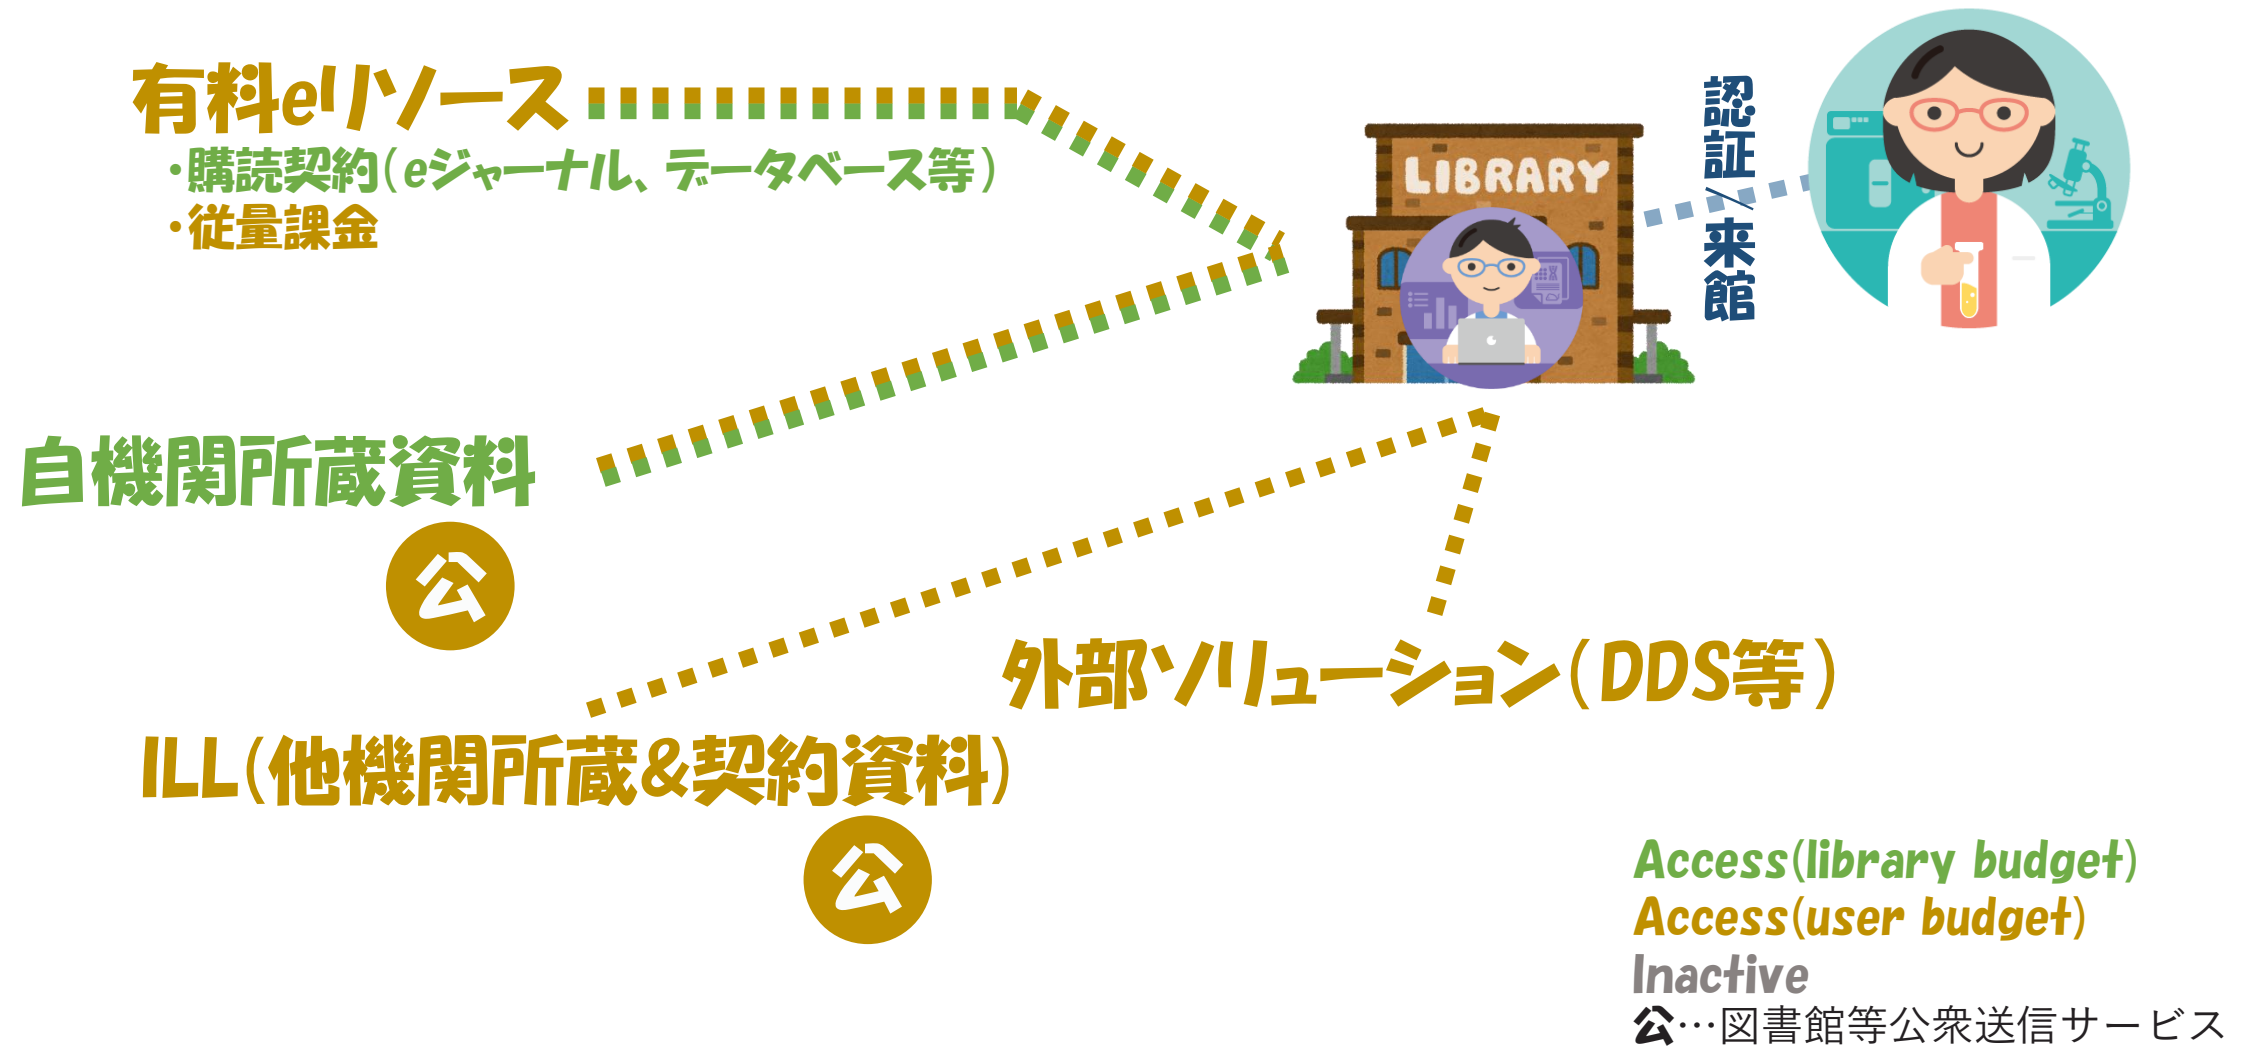 有料eリソース
・購読契約(eジャーナル、データベース等)
・従量課金
LIBRARY
認証/来館
自機関所蔵資料
公
外部ソリューション(DDS等)
ILL(他機関所蔵&契約資料)
公
Access(library budget)
Access(user budget)
Inactive
公…図書館等公衆送信サービス